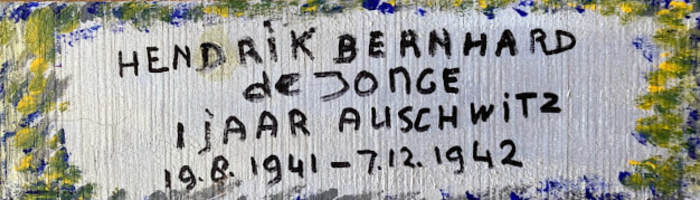 HENDRIK BERNHARD
de JONGE
1 jAAR AUSCHWiTZ
19.8.1941-7.12.1942